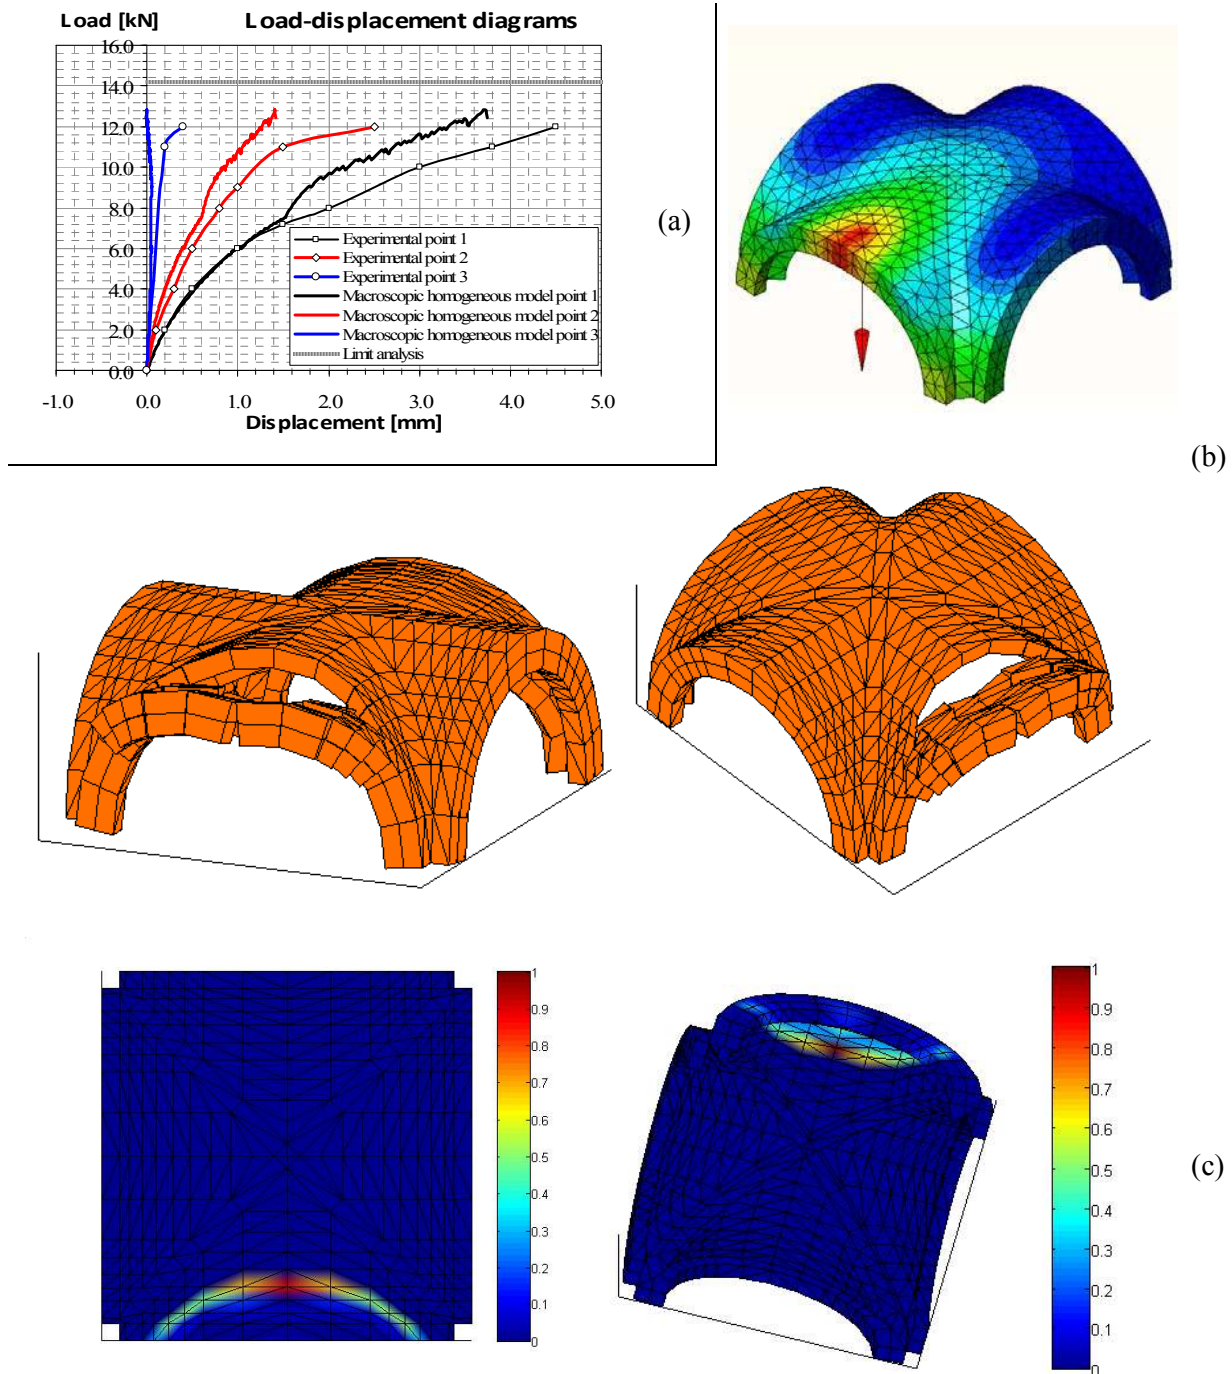 Load [kN]
Load-displacement diagrams
16.0
14.0
12.0
10.0
8.0
6.0
4.0
2.0
0.0
-1.0
0.0
1.0
2.0
3.0
4.0
5.0
Displacement [mm]
Experimental point 1
Experimental point 2
Experimental point 3
Macroscopic homogeneous model point 1
Macroscopic homogeneous model point 2
Macroscopic homogeneous model point 3
Limit analysis
(a)
(b)
1
0.9
0.8
0.7
0.6
0.5
0.4
0.3
0.2
0.1
0
1
0.9
0.8
0.7
0.6
0.5
0.4
0.3
0.2
0.1
0
(c)